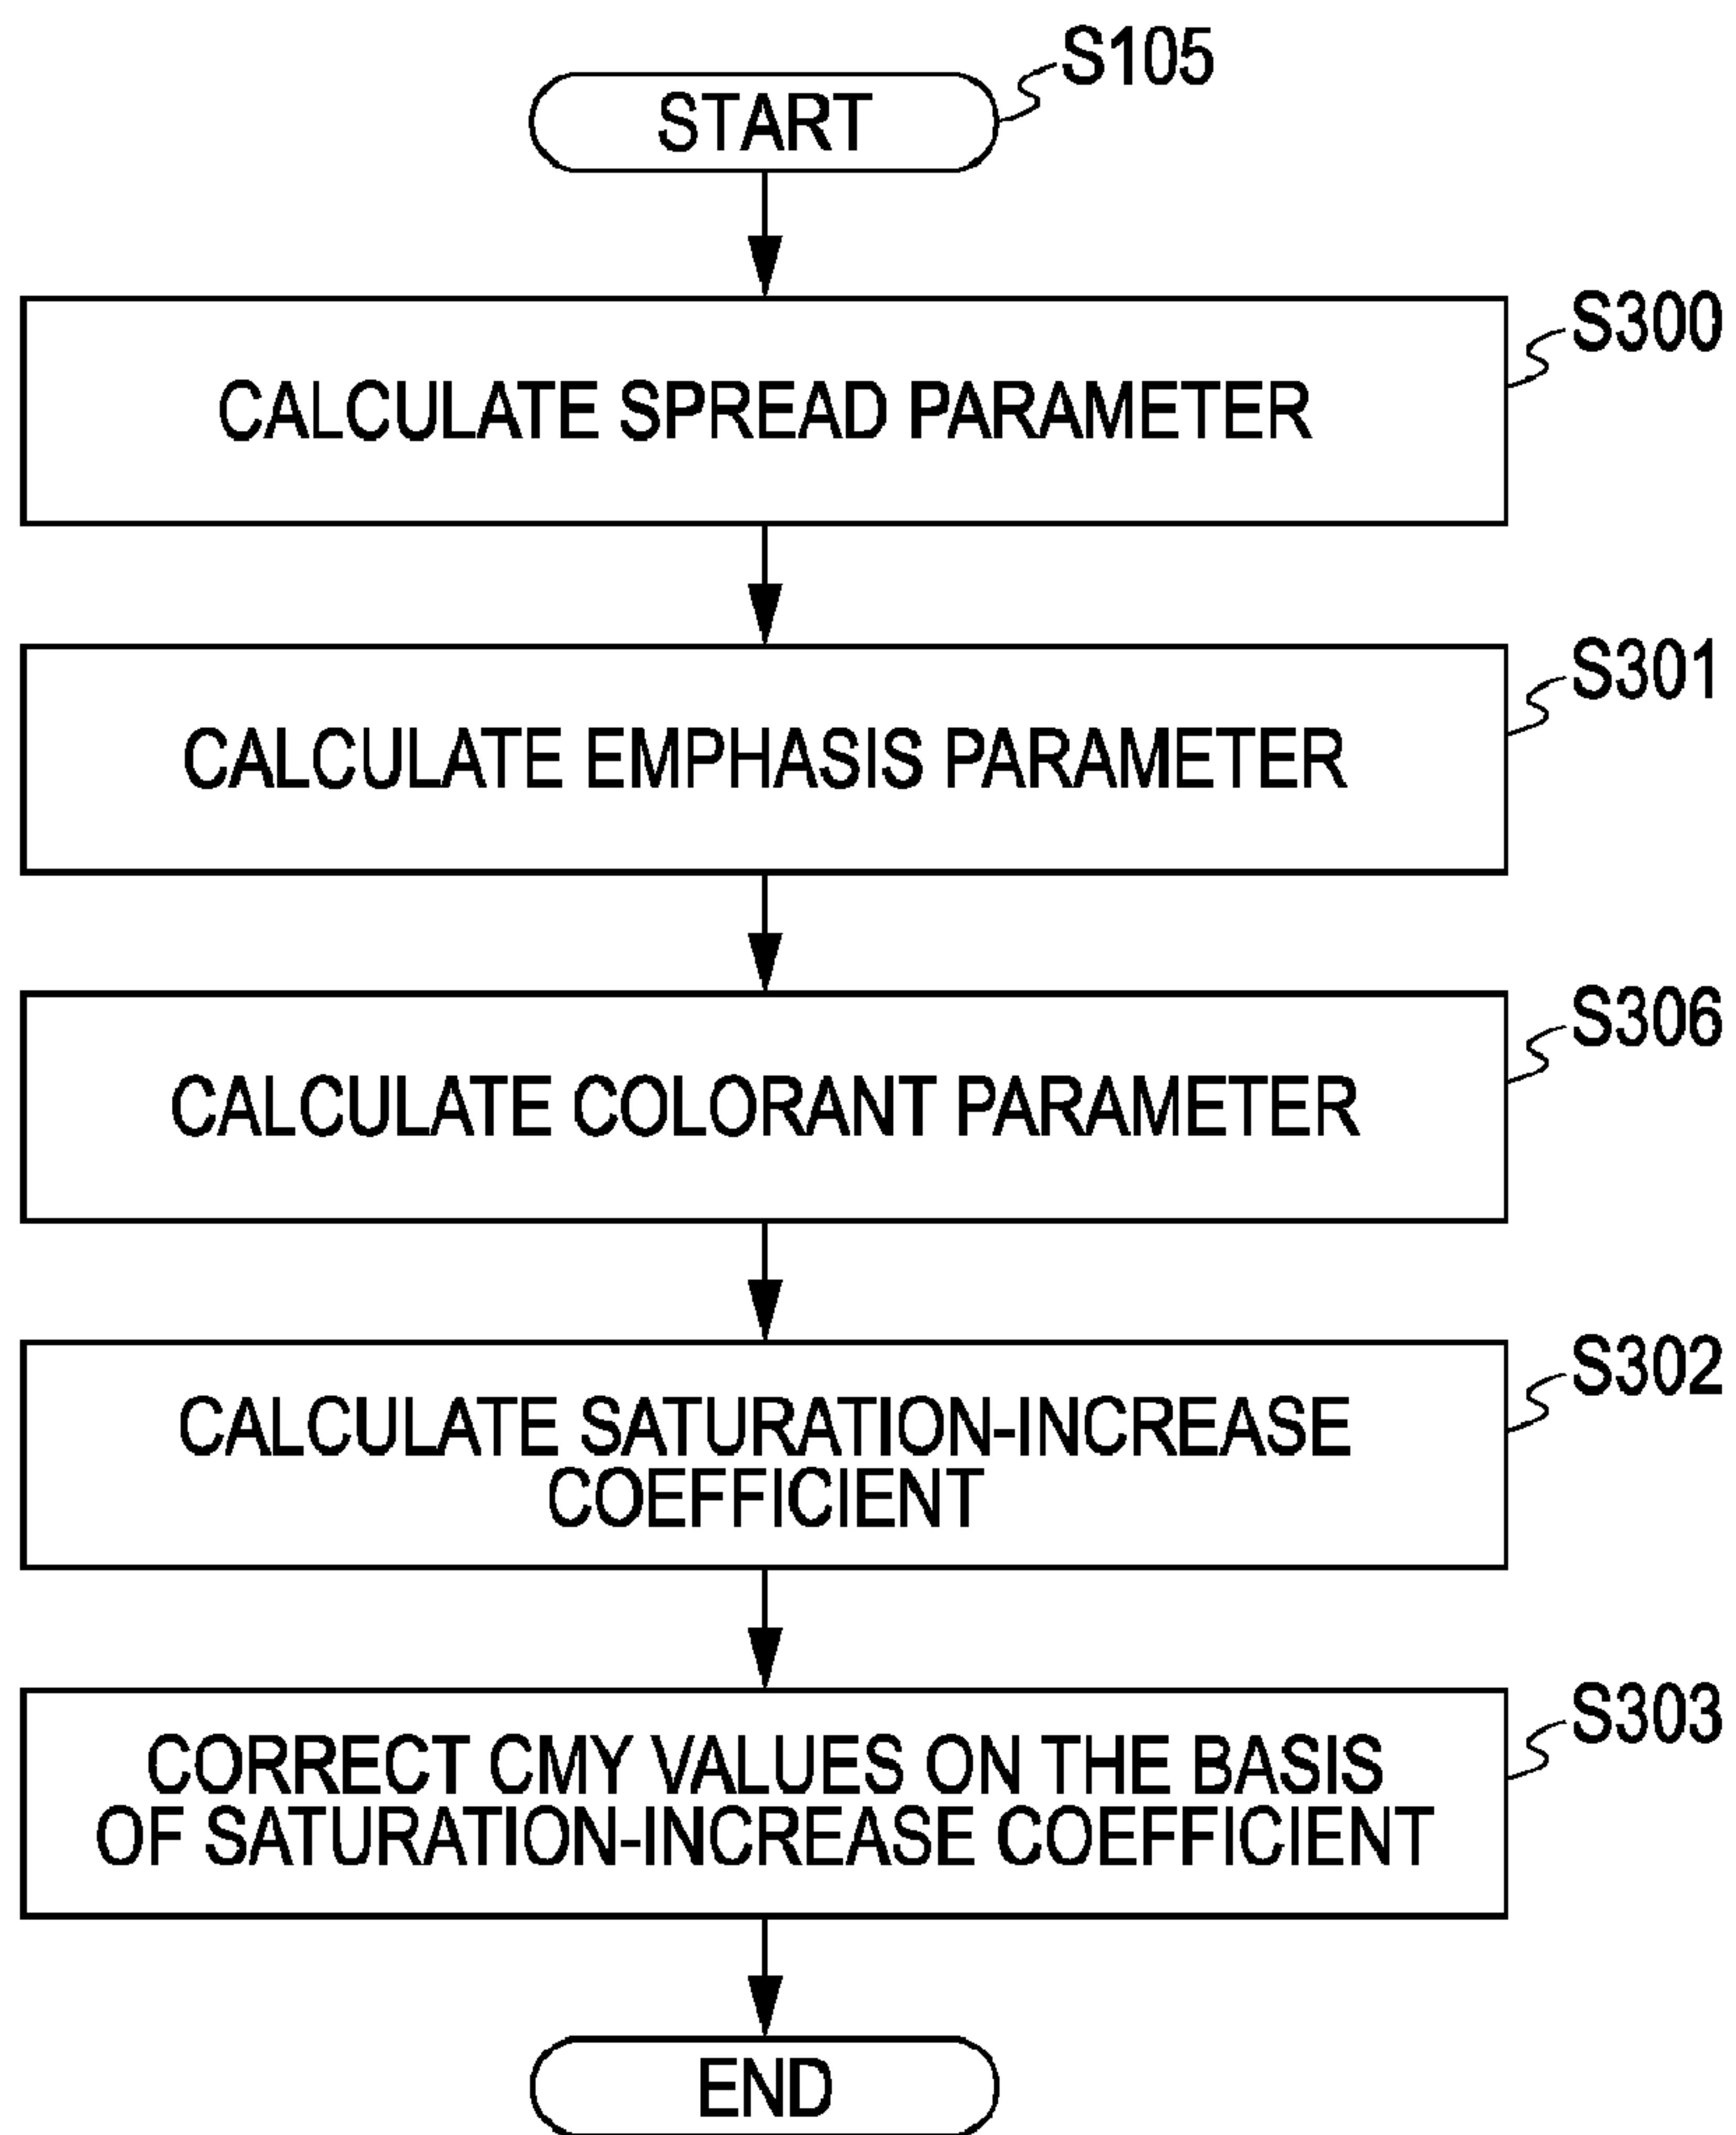 S105
START
S300
CALCULATE SPREAD PARAMETER
S301
CALCULATE EMPHASIS PARAMETER
S306
CALCULATE COLORANT PARAMETER
S302
CALCULATE SATURATION-INCREASE
COEFFICIENT
S303
CORRECT CMY VALUES ON THE BASIS
OF SATURATION-INCREASE COEFFICIENT
END